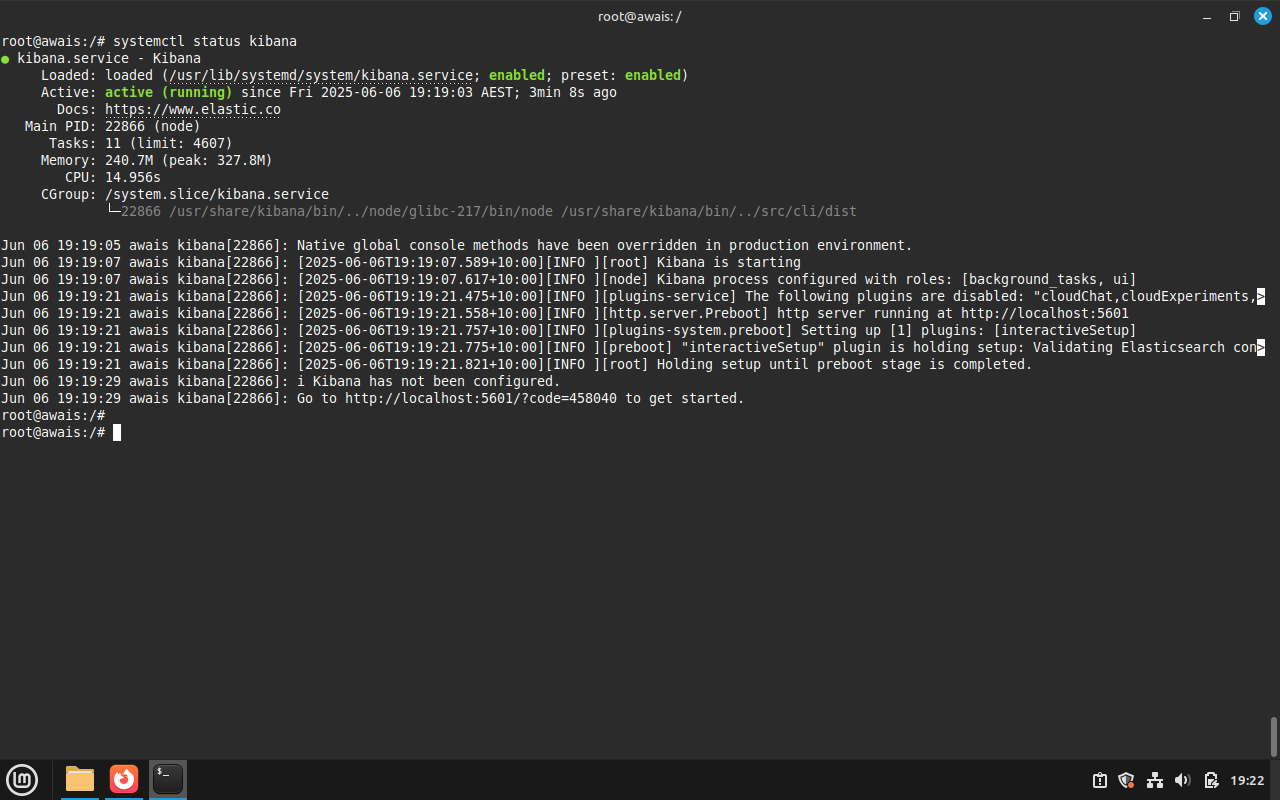 root@awais: /
root@awais:/# systemctl status kibana
● kibana.service - Kibana
     Loaded: loaded (/usr/lib/systemd/system/kibana.service; enabled; preset: enabled)
     Active: active (running) since Fri 2025-06-06 19:19:03 AEST; 3min 8s ago
       Docs: https://www.elastic.co
   Main PID: 22866 (node)
      Tasks: 11 (limit: 4607)
     Memory: 240.7M (peak: 327.8M)
        CPU: 14.956s
     CGroup: /system.slice/kibana.service
             └─22866 /usr/share/kibana/bin/../node/glibc-217/bin/node /usr/share/kibana/bin/../src/cli/dist
Jun 06 19:19:05 awais kibana[22866]: Native global console methods have been overridden in production environment.
Jun 06 19:19:07 awais kibana[22866]: [2025-06-06T19:19:07.589+10:00][INFO ][root] Kibana is starting
Jun 06 19:19:07 awais kibana[22866]: [2025-06-06T19:19:07.617+10:00][INFO ][node] Kibana process configured with roles: [background_tasks, ui]
Jun 06 19:19:21 awais kibana[22866]: [2025-06-06T19:19:21.475+10:00][INFO ][plugins-service] The following plugins are disabled: "cloudChat,cloudExperiments,>
Jun 06 19:19:21 awais kibana[22866]: [2025-06-06T19:19:21.558+10:00][INFO ][http.server.Preboot] http server running at http://localhost:5601
Jun 06 19:19:21 awais kibana[22866]: [2025-06-06T19:19:21.757+10:00][INFO ][plugins-system.preboot] Setting up [1] plugins: [interactiveSetup]
Jun 06 19:19:21 awais kibana[22866]: [2025-06-06T19:19:21.775+10:00][INFO ][preboot] "interactiveSetup" plugin is holding setup: Validating Elasticsearch con>
Jun 06 19:19:21 awais kibana[22866]: [2025-06-06T19:19:21.821+10:00][INFO ][root] Holding setup until preboot stage is completed.
Jun 06 19:19:29 awais kibana[22866]: i Kibana has not been configured.
Jun 06 19:19:29 awais kibana[22866]: Go to http://localhost:5601/?code=458040 to get started.
root@awais:/#
root@awais:/#
19:22